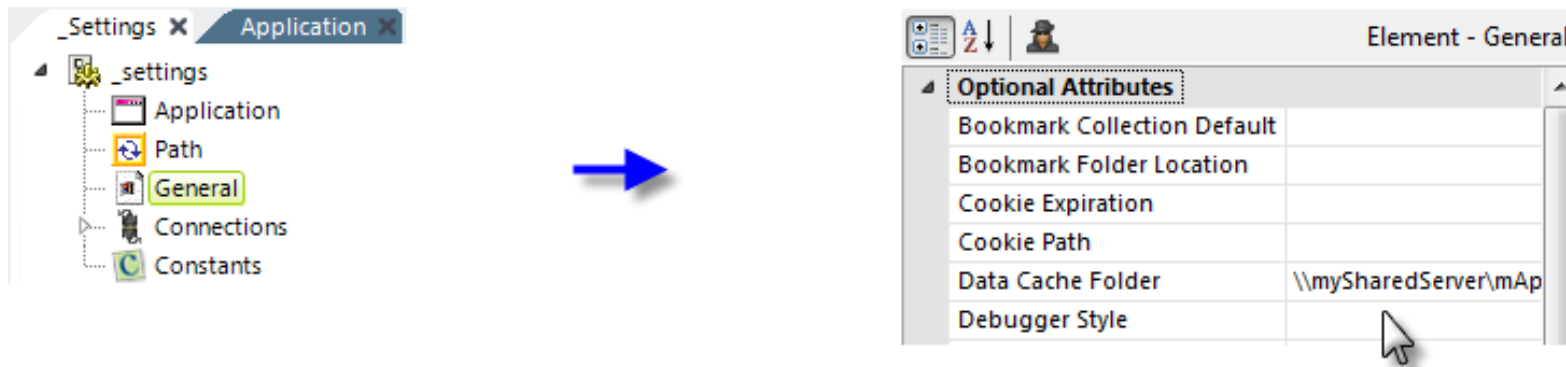 _Settings Application
_settings
Application
Path
General
Connections
Constants
Element - General
Optional Attributes
Bookmark Collection Default
Bookmark Folder Location
Cookie Expiration
Cookie Path
Data Cache Folder \\mySharedServer\mAp
Debugger Style